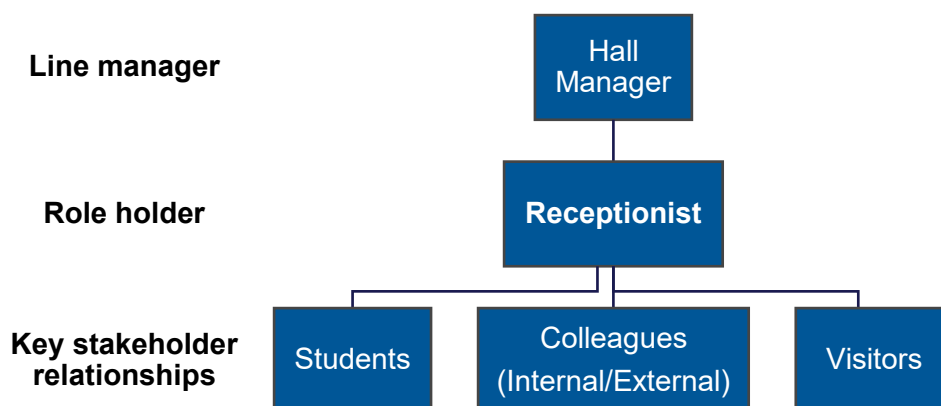 Line manager
Hall
Manager
Role holder
Receptionist
Key stakeholder
relationships
Students
Colleagues
(Internal/External)
Visitors